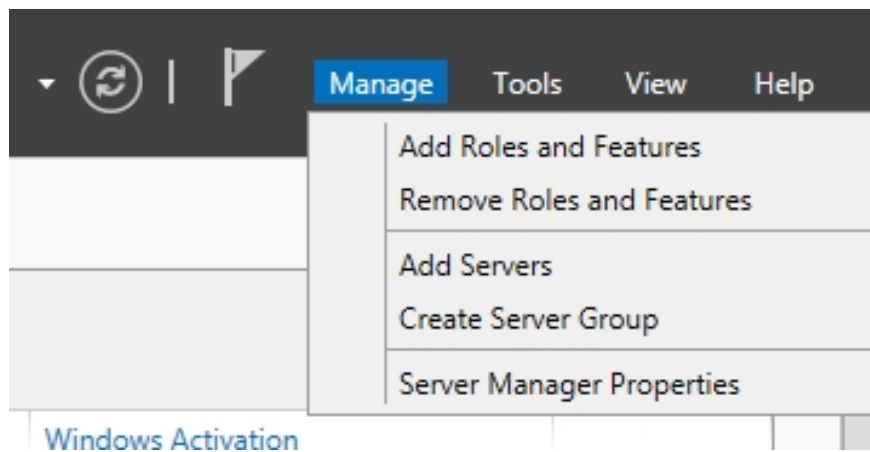 Manage Tools View Help
Add Roles and Features
Remove Roles and Features
Add Servers
Create Server Group
Server Manager Properties
Windows Activation